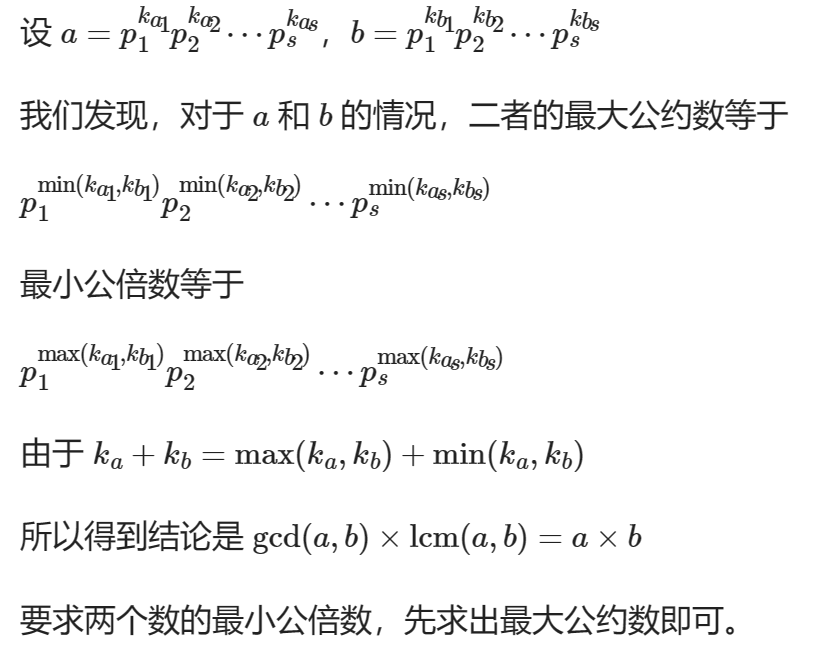 设 $a = p_1^{k_{a_1}} p_2^{k_{a_2}} \cdots p_s^{k_{a_s}}$，$b = p_1^{k_{b_1}} p_2^{k_{b_2}} \cdots p_s^{k_{b_s}}$
我们发现，对于 $a$ 和 $b$ 的情况，二者的最大公约数等于
$p_1^{\min(k_{a_1}, k_{b_1})} p_2^{\min(k_{a_2}, k_{b_2})} \cdots p_s^{\min(k_{a_s}, k_{b_s})}$
最小公倍数等于
$p_1^{\max(k_{a_1}, k_{b_1})} p_2^{\max(k_{a_2}, k_{b_2})} \cdots p_s^{\max(k_{a_s}, k_{b_s})}$
由于 $k_a + k_b = \max(k_a, k_b) + \min(k_a, k_b)$
所以得到结论是 $\gcd(a, b) \times \operatorname{lcm}(a, b) = a \times b$
要求两个数的最小公倍数，先求出最大公约数即可。